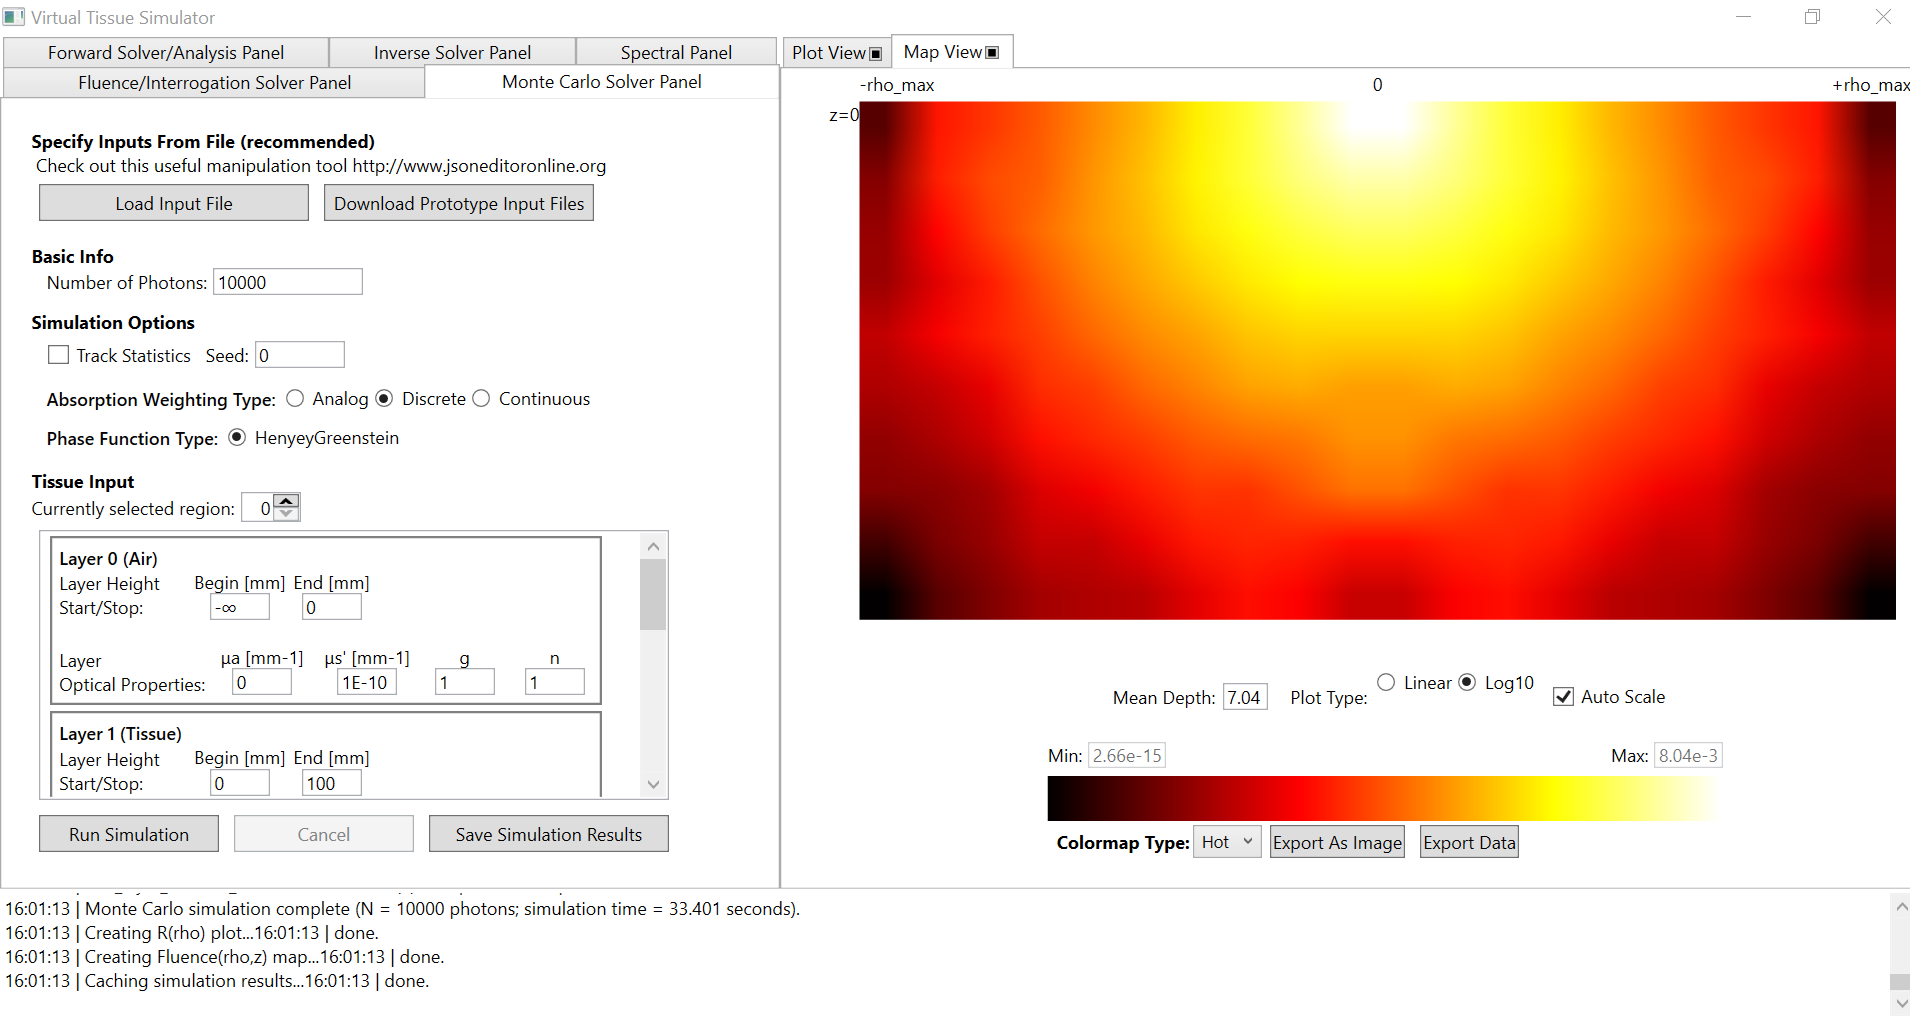 Virtual Tissue Simulator
Forward Solver/Analysis Panel
Inverse Solver Panel
Spectral Panel
Fluence/Interrogation Solver Panel
Monte Carlo Solver Panel
Specify Inputs From File (recommended)
Check out this useful manipulation tool http://www.jsoneditoronline.org
Load Input File
Download Prototype Input Files
Basic Info
Number of Photons: 10000
Simulation Options
Track Statistics Seed: 0
Absorption Weighting Type: Analog Discrete Continuous
Phase Function Type: HenyeyGreenstein
Tissue Input
Currently selected region: 0
Layer 0 (Air)
Layer Height Begin [mm] End [mm]
Start/Stop: -∞ 0
Layer μa [mm-1] μs' [mm-1] g n
Optical Properties: 0 1E-10 1 1
Layer 1 (Tissue)
Layer Height Begin [mm] End [mm]
Start/Stop: 0 100
Run Simulation
Cancel
Save Simulation Results
Plot View
Map View
-rho_max 0 +rho_max
z=0
Mean Depth: 7.04 Plot Type: Linear Log10 Auto Scale
Min: 2.66e-15 Max: 8.04e-3
Colormap Type: Hot Export As Image Export Data
16:01:13 | Monte Carlo simulation complete (N = 10000 photons; simulation time = 33.401 seconds).
16:01:13 | Creating R(rho) plot...16:01:13 | done.
16:01:13 | Creating Fluence(rho,z) map...16:01:13 | done.
16:01:13 | Caching simulation results...16:01:13 | done.